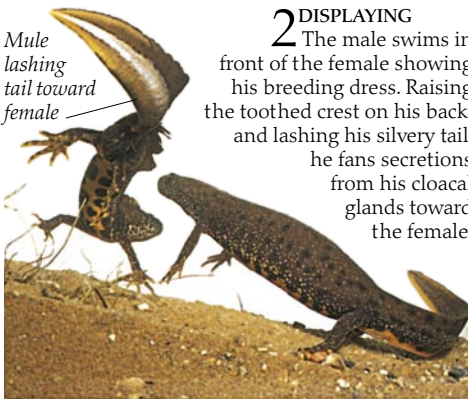 Mule
lashing
tail toward
female
2 DISPLAYING
The male swims in
front of the female showing
his breeding dress. Raising
the toothed crest on his back
and lashing his silvery tail
he fans secretions
from his cloacal
glands toward
the female